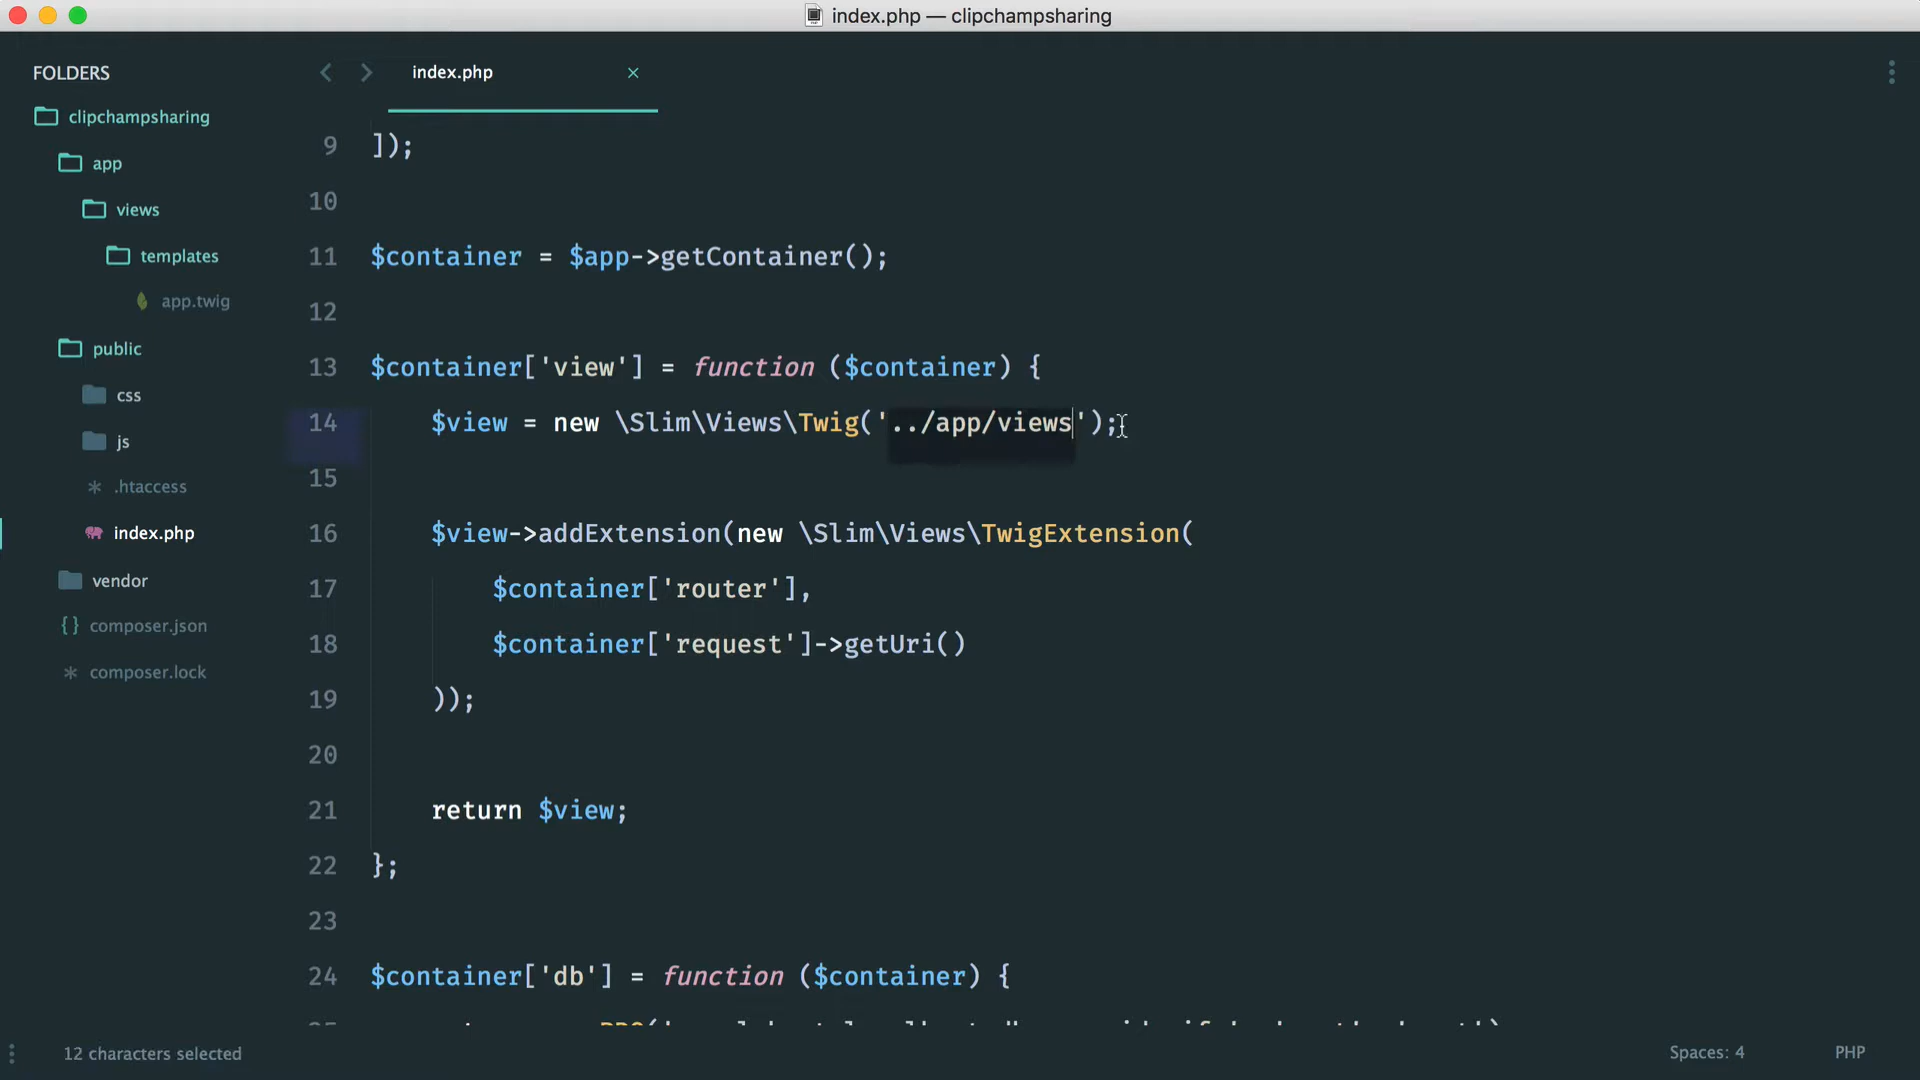 index.php — clipchampsharing
FOLDERS
clipchampsharing
app
views
templates
app.twig
public
css
js
.htaccess
index.php
vendor
{} composer.json
* composer.lock
index.php ×
9 ]);
10
11 $container = $app->getContainer();
12
13 $container['view'] = function ($container) {
14 $view = new \Slim\Views\Twig('../app/views');
15
16 $view->addExtension(new \Slim\Views\TwigExtension(
17 $container['router'],
18 $container['request']->getUri()
19 ));
20
21 return $view;
22 };
23
24 $container['db'] = function ($container) {
12 characters selected
Spaces: 4
PHP